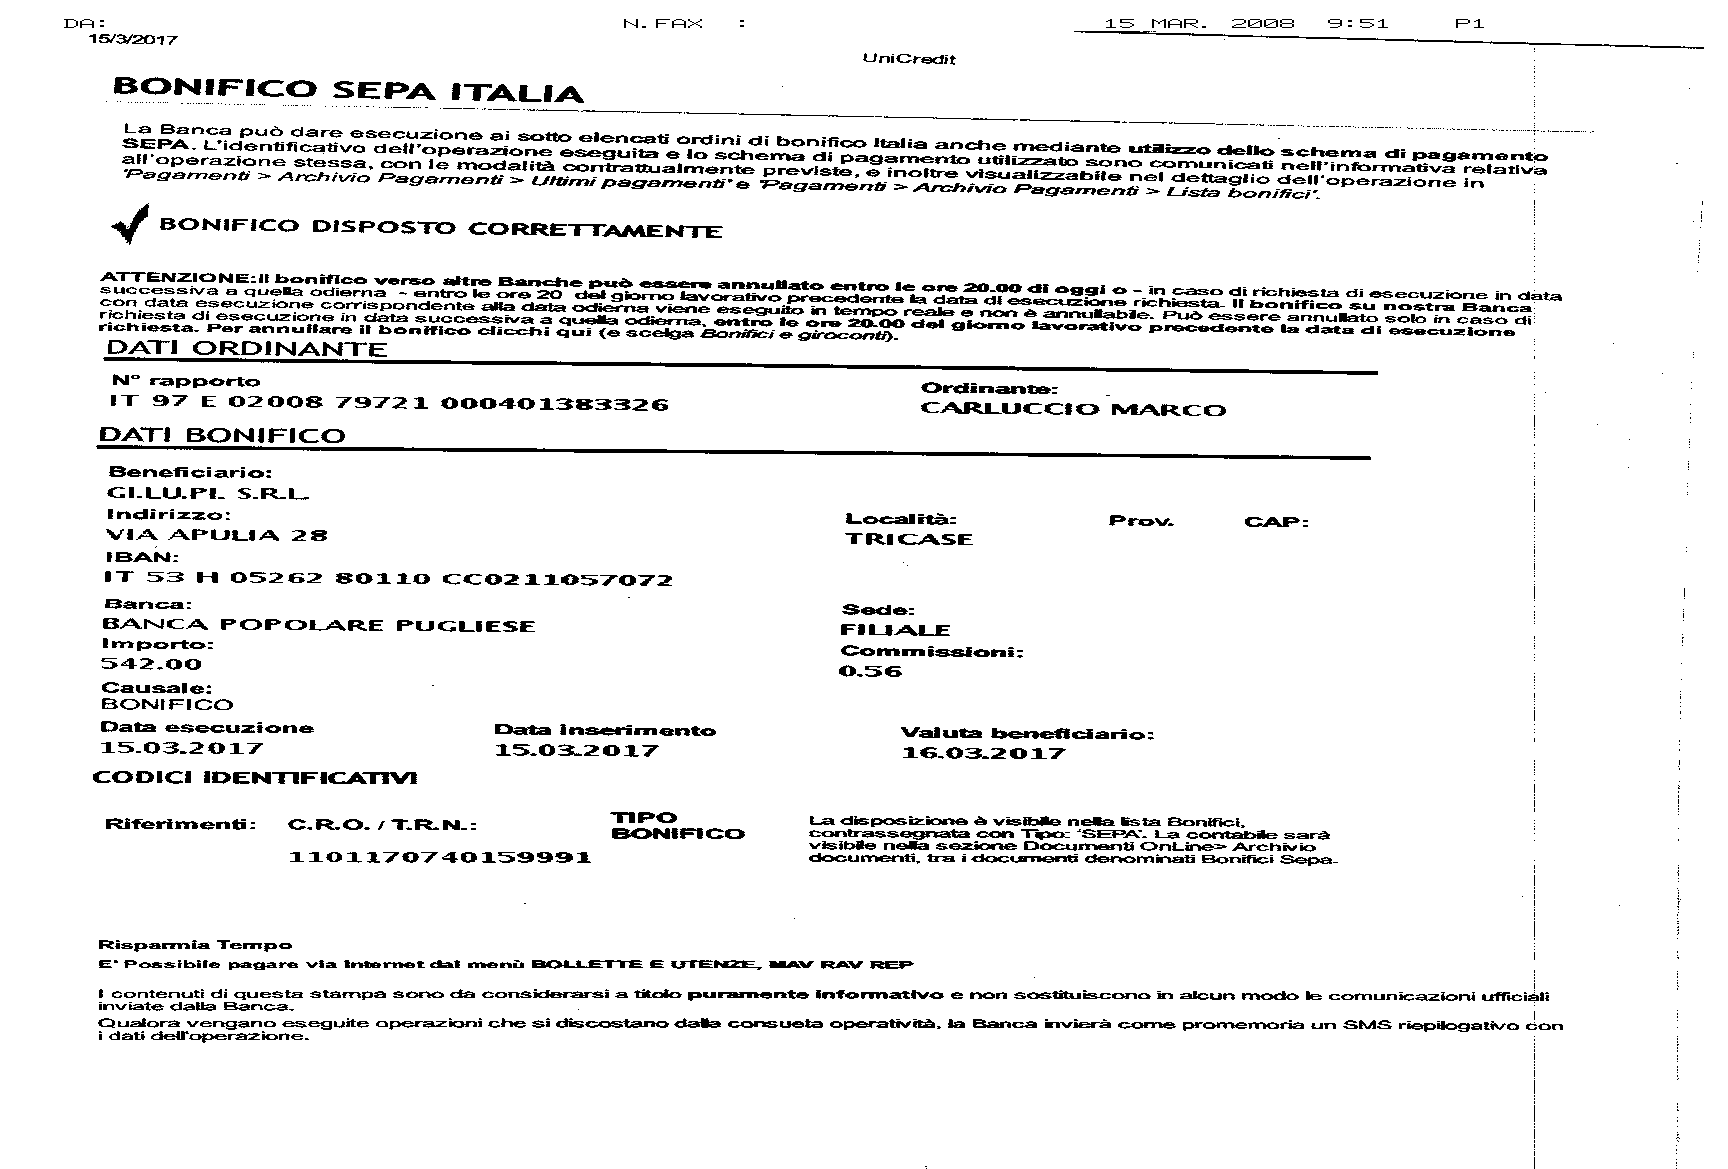 DA: N. FAX : 15 MAR. 2008 9:51 P1
15/3/2017
UniCredit
BONIFICO SEPA ITALIA
La Banca può dare esecuzione ai sotto elencati ordini di bonifico Italia anche mediante utilizzo dello schema di pagamento
SEPA. L'identificativo dell'operazione eseguita e lo schema di pagamento utilizzato sono comunicati nell'informativa relativa
all'operazione stessa, con le modalità contrattualmente previste, e inoltre visualizzabile nel dettaglio dell'operazione in
'Pagamenti > Archivio Pagamenti > Ultimi pagamenti' e 'Pagamenti > Archivio Pagamenti > Lista bonifici'.
BONIFICO DISPOSTO CORRETTAMENTE
ATTENZIONE: il bonifico verso altre Banche può essere annullato entro le ore 20.00 di oggi o - in caso di richiesta di esecuzione in data
successiva a quella odierna - entro le ore 20 del giorno lavorativo precedente la data di esecuzione richiesta. Il bonifico su nostra Banca
con data esecuzione corrispondente alla data odierna viene eseguito in tempo reale e non è annullabile. Può essere annullato solo in caso di
richiesta di esecuzione in data successiva a quella odierna, entro le ore 20.00 del giorno lavorativo precedente la data di esecuzione
richiesta. Per annullare il bonifico clicchi qui (e scelga Bonifici e giroconti).
DATI ORDINANTE
N° rapporto Ordinante:
IT 97 E 02008 79721 000401383326 CARLUCCIO MARCO
DATI BONIFICO
Beneficiario:
GI.LU.PI. S.R.L.
Indirizzo: Località: Prov. CAP:
VIA APULIA 28 TRICASE
IBAN:
IT 53 H 05262 80110 CC0211057072
Banca: Sede:
BANCA POPOLARE PUGLIESE FILIALE
Importo: Commissioni:
542.00 0.56
Causale:
BONIFICO
Data esecuzione Data inserimento Valuta beneficiario:
15.03.2017 15.03.2017 16.03.2017
CODICI IDENTIFICATIVI
Riferimenti: C.R.O. / T.R.N.: TIPO BONIFICO
1101170740159991
La disposizione è visibile nella lista Bonifici,
contrassegnata con Tipo: 'SEPA'. La contabile sarà
visibile nella sezione Documenti OnLine> Archivio
documenti, tra i documenti denominati Bonifici Sepa.
Risparmia Tempo
E' Possibile pagare via Internet dal menù BOLLETTE E UTENZE, MAV RAV REP
I contenuti di questa stampa sono da considerarsi a titolo puramente informativo e non sostituiscono in alcun modo le comunicazioni ufficiali
inviate dalla Banca.
Qualora vengano eseguite operazioni che si discostano dalla consueta operatività, la Banca invierà come promemoria un SMS riepilogativo con
i dati dell'operazione.